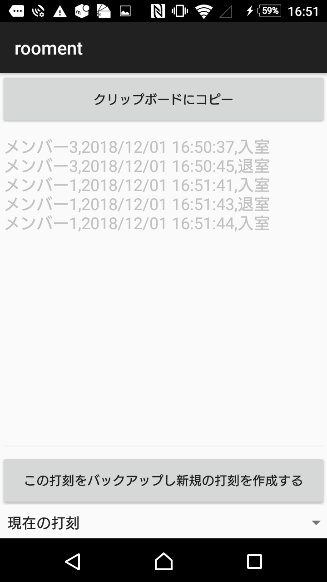 59% 16:51
rooment
クリップボードにコピー
メンバー3,2018/12/01 16:50:37,入室
メンバー3,2018/12/01 16:50:45,退室
メンバー1,2018/12/01 16:51:41,入室
メンバー1,2018/12/01 16:51:43,退室
メンバー1,2018/12/01 16:51:44,入室
この打刻をバックアップし新規の打刻を作成する
現在の打刻